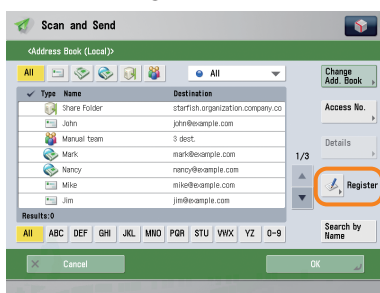 Scan and Send
<Address Book (Local)>
All
All
Change
Add. Book
Type Name Destination
Share Folder starfish.organization.company.co
John john@example.com
Manual team 3 dest.
Mark mark@example.com
Nancy nancy@example.com
Mike mike@example.com
Jim jim@example.com
Access No.
Details
1/3
Register
Results:0
All ABC DEF GHI JKL MNO PQR STU VWX YZ 0-9
Search by
Name
Cancel
OK